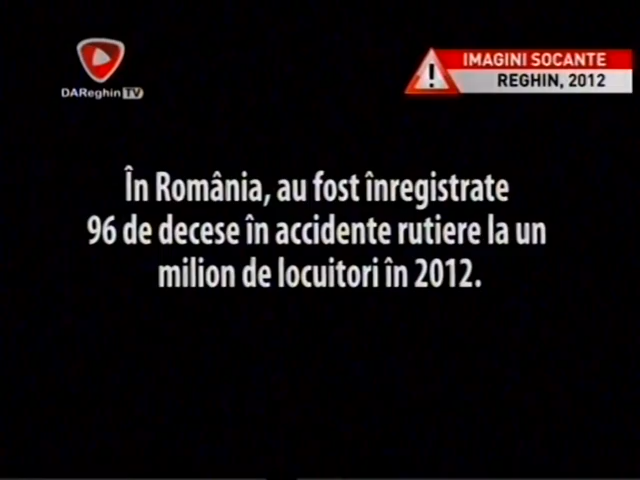 DAReghin TV
IMAGINI SOCANTE
REGHIN, 2012
În România, au fost înregistrate
96 de decese în accidente rutiere la un
milion de locuitori în 2012.